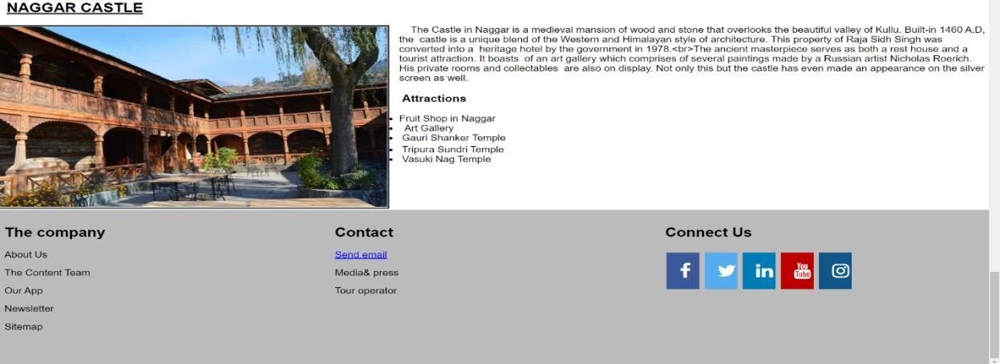 NAGGAR CASTLE
The Castle in Naggar is a medieval mansion of wood and stone that overlooks the beautiful valley of Kullu. Built-in 1460 A.D,
the castle is a unique blend of the Western and Himalayan style of architecture. This property of Raja Sidh Singh was
converted into a heritage hotel by the government in 1978.<br>The ancient masterpiece serves as both a rest house and a
tourist attraction. It boasts of an art gallery which comprises of several paintings made by a Russian artist Nicholas Roerich.
His private rooms and collectables are also on display. Not only this but the castle has even made an appearance on the silver
screen as well.
Attractions
Fruit Shop in Naggar
Art Gallery
Gauri Shanker Temple
Tripura Sundri Temple
Vasuki Nag Temple
The company
About Us
The Content Team
Our App
Newsletter
Sitemap
Contact
Send email
Media& press
Tour operator
Connect Us
f
in
You
Tube